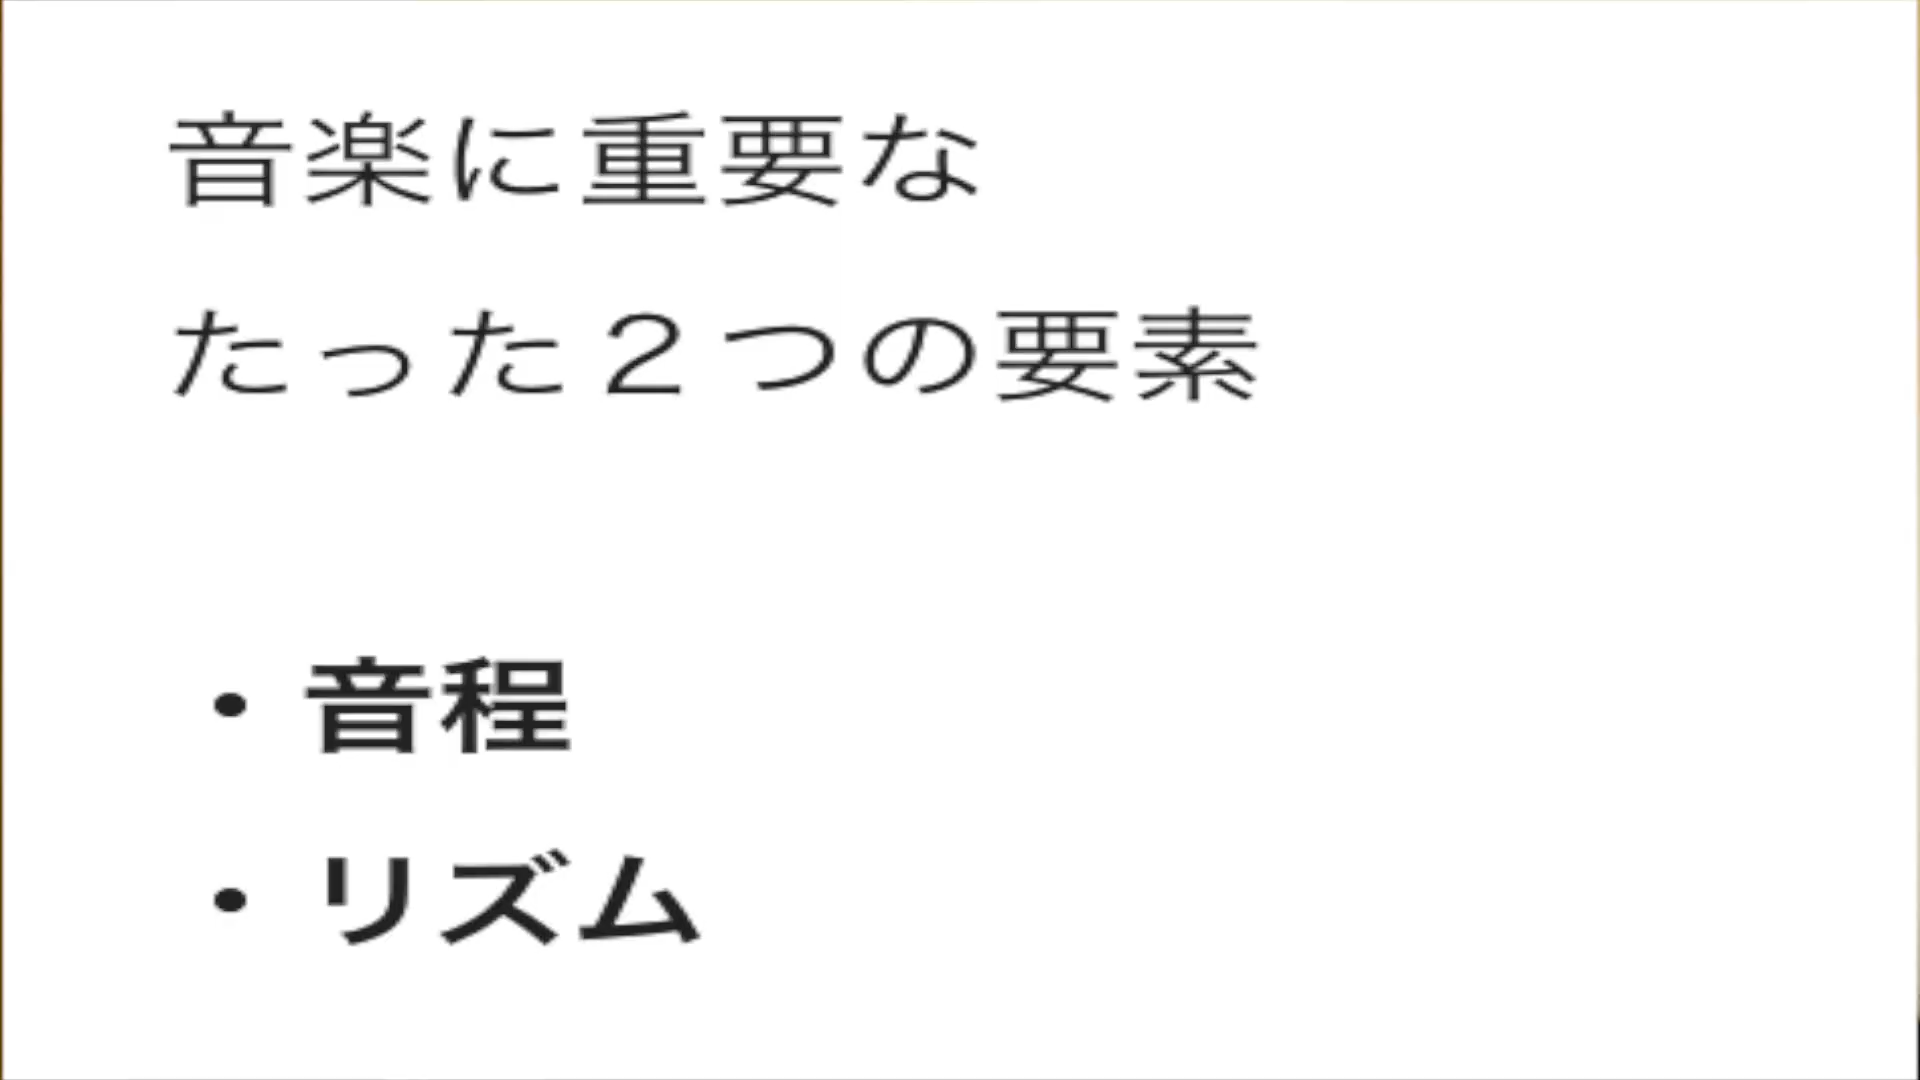 音楽に重要な
たった２つの要素
・音程
・リズム